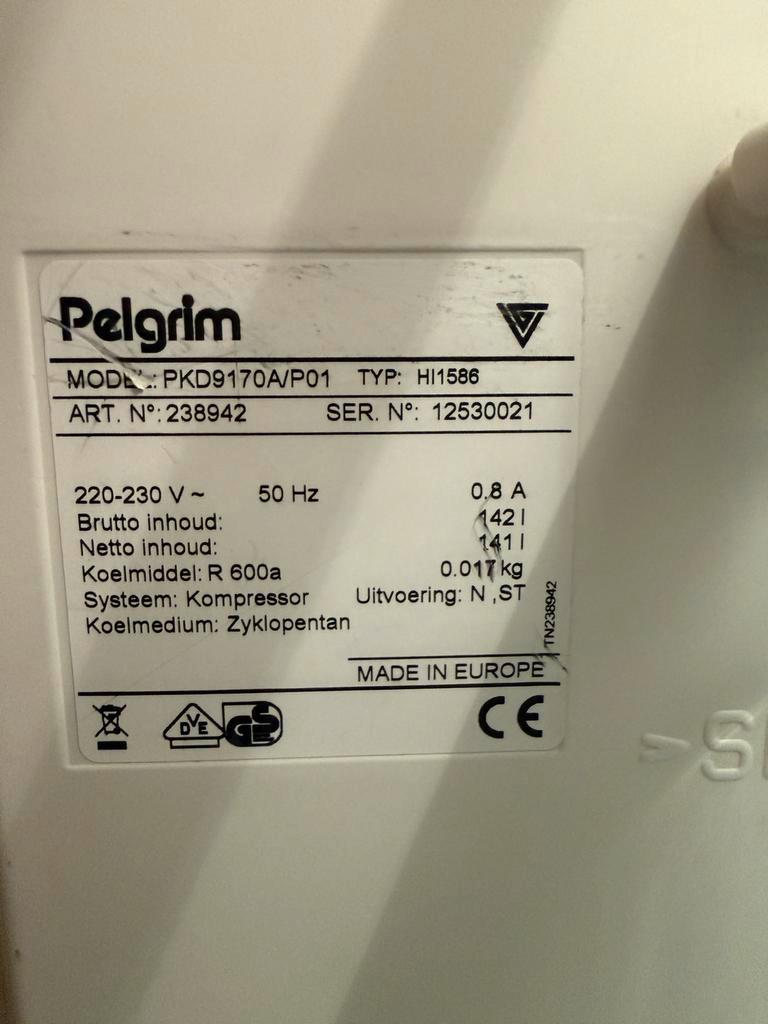 Pelgrim
MODEL: PKD9170A/P01 TYP: HI1586
ART. N°: 238942 SER. N°: 12530021
220-230 V ~ 50 Hz 0.8 A
Brutto inhoud: 142 l
Netto inhoud: 141 l
Koelmiddel: R 600a 0.017 kg
Systeem: Kompressor Uitvoering: N ,ST
Koelmedium: Zyklopentan
TN238942
MADE IN EUROPE
DVE GS CE
>S